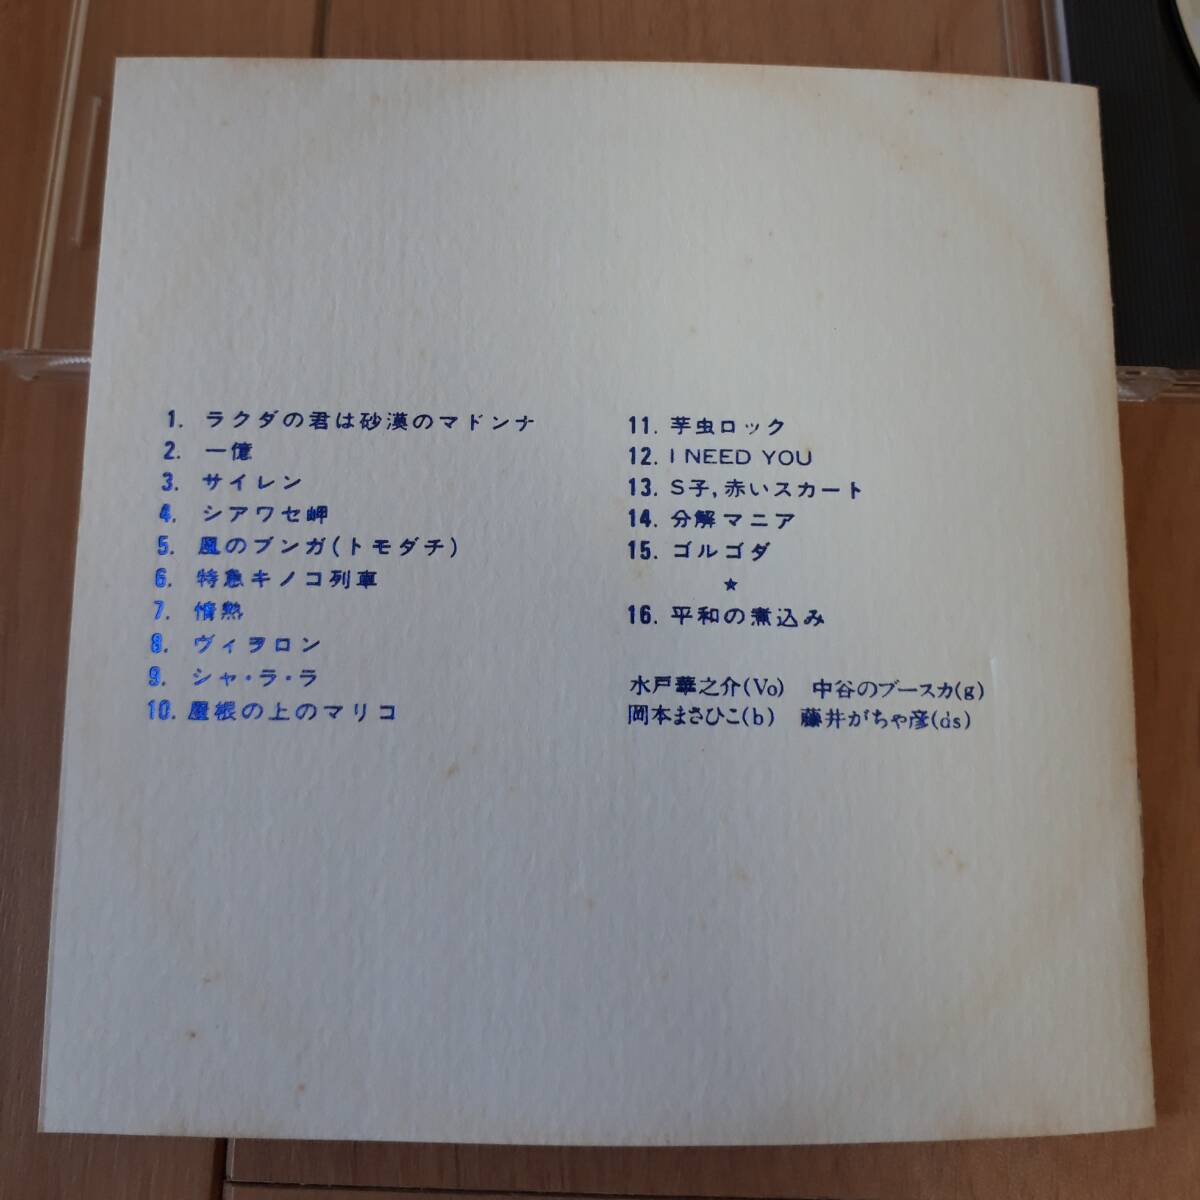 1. ラクダの君は砂漠のマドンナ
2. 一億
3. サイレン
4. シアワセ岬
5. 風のブンガ(トモダチ)
6. 特急キノコ列車
7. 情熱
8. ヴィヲロン
9. シャ・ラ・ラ
10. 屋根の上のマリコ
11. 芋虫ロック
12. I NEED YOU
13. S子,赤いスカート
14. 分解マニア
15. ゴルゴダ
★
16. 平和の煮込み
水戸華之介(Vo) 中谷のブースカ(g)
岡本まさひこ(b) 藤井がちゃ彦(ds)